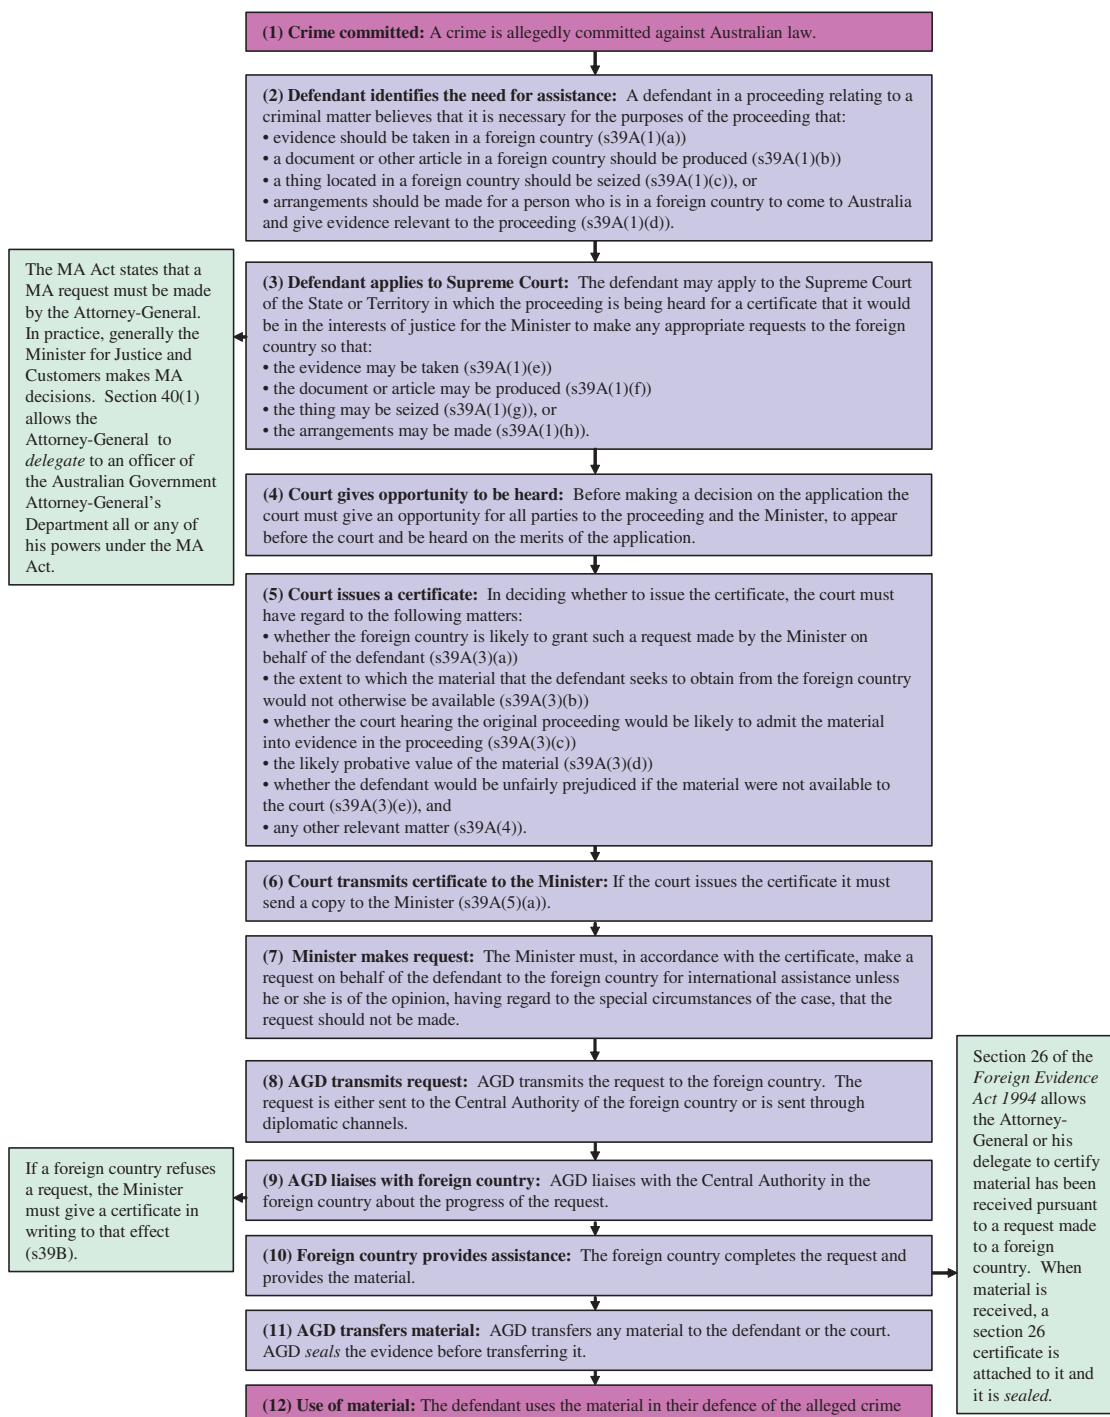 (1) Crime committed: A crime is allegedly committed against Australian law.
(2) Defendant identifies the need for assistance: A defendant in a proceeding relating to a
criminal matter believes that it is necessary for the purposes of the proceeding that:
• evidence should be taken in a foreign country (s39A(1)(a))
• a document or other article in a foreign country should be produced (s39A(1)(b))
• a thing located in a foreign country should be seized (s39A(1)(c)), or
• arrangements should be made for a person who is in a foreign country to come to Australia
and give evidence relevant to the proceeding (s39A(1)(d)).
The MA Act states that a
MA request must be made
by the Attorney-General.
In practice, generally the
Minister for Justice and
Customers makes MA
decisions. Section 40(1)
allows the
Attorney-General to
delegate to an officer of
the Australian Government
Attorney-General's
Department all or any of
his powers under the MA
Act.
(3) Defendant applies to Supreme Court: The defendant may apply to the Supreme Court
of the State or Territory in which the proceeding is being heard for a certificate that it would
be in the interests of justice for the Minister to make any appropriate requests to the foreign
country so that:
• the evidence may be taken (s39A(1)(e))
• the document or article may be produced (s39A(1)(f))
• the thing may be seized (s39A(1)(g)), or
• the arrangements may be made (s39A(1)(h)).
(4) Court gives opportunity to be heard: Before making a decision on the application the
court must give an opportunity for all parties to the proceeding and the Minister, to appear
before the court and be heard on the merits of the application.
(5) Court issues a certificate: In deciding whether to issue the certificate, the court must
have regard to the following matters:
• whether the foreign country is likely to grant such a request made by the Minister on
behalf of the defendant (s39A(3)(a))
• the extent to which the material that the defendant seeks to obtain from the foreign country
would not otherwise be available (s39A(3)(b))
• whether the court hearing the original proceeding would be likely to admit the material
into evidence in the proceeding (s39A(3)(c))
• the likely probative value of the material (s39A(3)(d))
• whether the defendant would be unfairly prejudiced if the material were not available to
the court (s39A(3)(e)), and
• any other relevant matter (s39A(4)).
(6) Court transmits certificate to the Minister: If the court issues the certificate it must
send a copy to the Minister (s39A(5)(a)).
(7) Minister makes request: The Minister must, in accordance with the certificate, make a
request on behalf of the defendant to the foreign country for international assistance unless
he or she is of the opinion, having regard to the special circumstances of the case, that the
request should not be made.
(8) AGD transmits request: AGD transmits the request to the foreign country. The
request is either sent to the Central Authority of the foreign country or is sent through
diplomatic channels.
If a foreign country refuses
a request, the Minister
must give a certificate in
writing to that effect
(s39B).
(9) AGD liaises with foreign country: AGD liaises with the Central Authority in the
foreign country about the progress of the request.
(10) Foreign country provides assistance: The foreign country completes the request and
provides the material.
Section 26 of the
Foreign Evidence
Act 1994 allows
the Attorney-
General or his
delegate to certify
material has been
received pursuant
to a request made
to a foreign
country. When
material is
received, a
section 26
certificate is
attached to it and
it is sealed.
(11) AGD transfers material: AGD transfers any material to the defendant or the court.
AGD seals the evidence before transferring it.
(12) Use of material: The defendant uses the material in their defence of the alleged crime